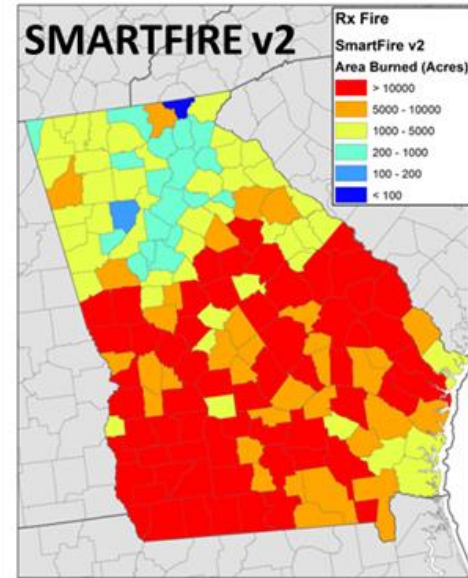 SMARTFIRE v2
Rx Fire
SmartFire v2
Area Burned (Acres)
> 10000
5000 - 10000
1000 - 5000
200 - 1000
100 - 200
< 100